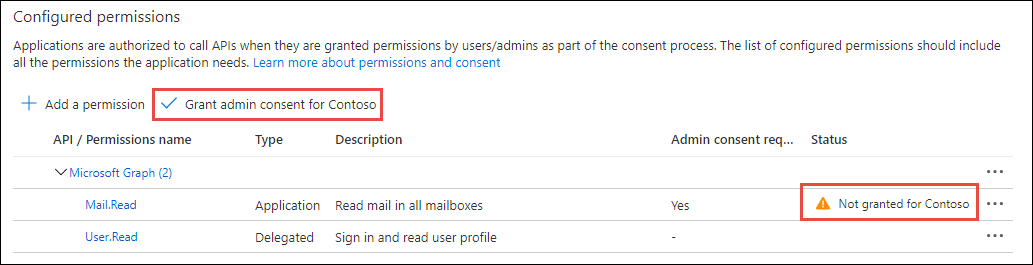 Configured permissions
Applications are authorized to call APIs when they are granted permissions by users/admins as part of the consent process. The list of configured permissions should include
all the permissions the application needs. Learn more about permissions and consent
Add a permission Grant admin consent for Contoso
API / Permissions name Type Description Admin consent req... Status
Microsoft Graph (2)
Mail.Read Application Read mail in all mailboxes Yes Not granted for Contoso
User.Read Delegated Sign in and read user profile -